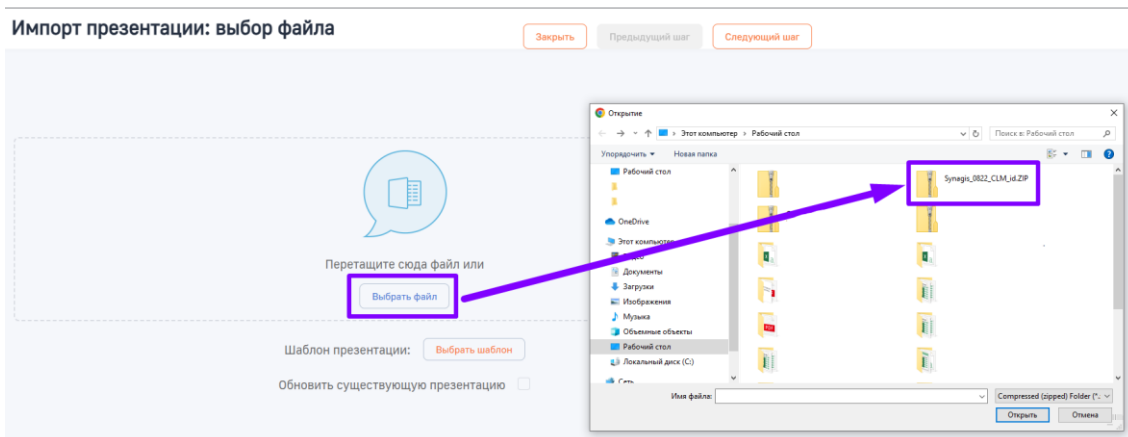 Импорт презентации: выбор файла
Закрыть
Предыдущий шаг
Следующий шаг
Перетащите сюда файл или
Выбрать файл
Шаблон презентации:
Выбрать шаблон
Обновить существующую презентацию
Открытие
Этот компьютер › Рабочий стол
Поиск в: Рабочий стол
Упорядочить
Новая папка
Рабочий стол
OneDrive
Этот компьютер
Документы
Загрузки
Изображения
Музыка
Объемные объекты
Рабочий стол
Локальный диск (C:)
Сеть
Synagis_0822_CLM_id.ZIP
Имя файла:
Compressed (zipped) Folder (*.
Открыть
Отмена